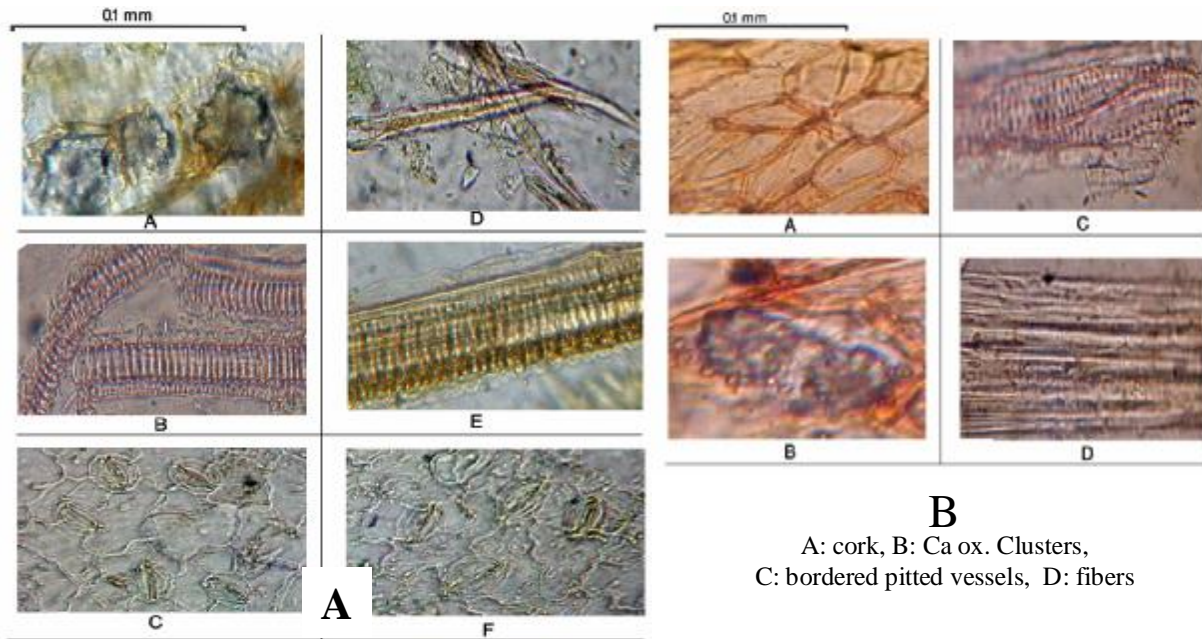 0.1 mm
0.1 mm
A
D
A
C
B
E
B
D
C
F
A
B
A: cork, B: Ca ox. Clusters,
C: bordered pitted vessels, D: fibers